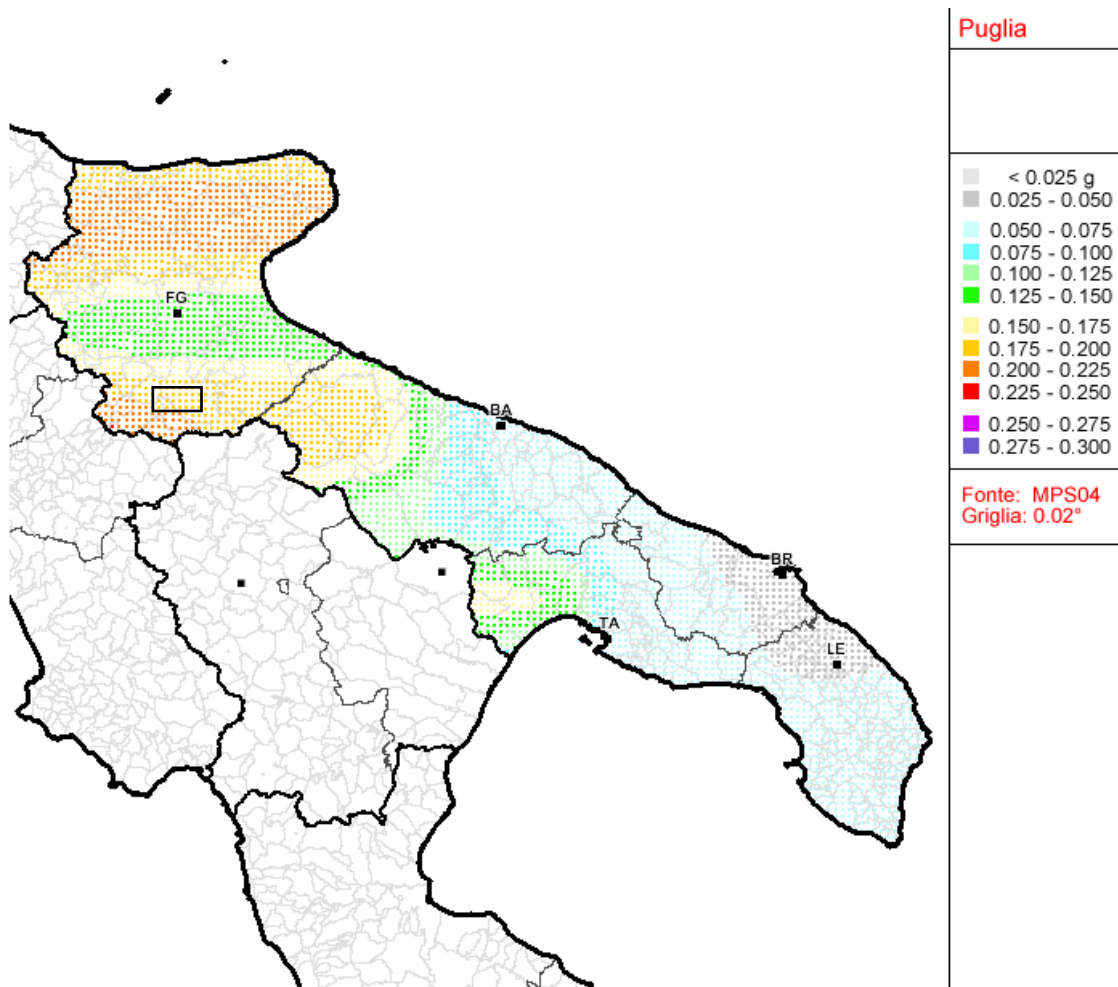 Puglia
< 0.025 g
0.025 - 0.050
0.050 - 0.075
0.075 - 0.100
0.100 - 0.125
0.125 - 0.150
0.150 - 0.175
0.175 - 0.200
0.200 - 0.225
0.225 - 0.250
0.250 - 0.275
0.275 - 0.300
Fonte: MPS04
Griglia: 0.02°
FG
BA
BR
TA
LE